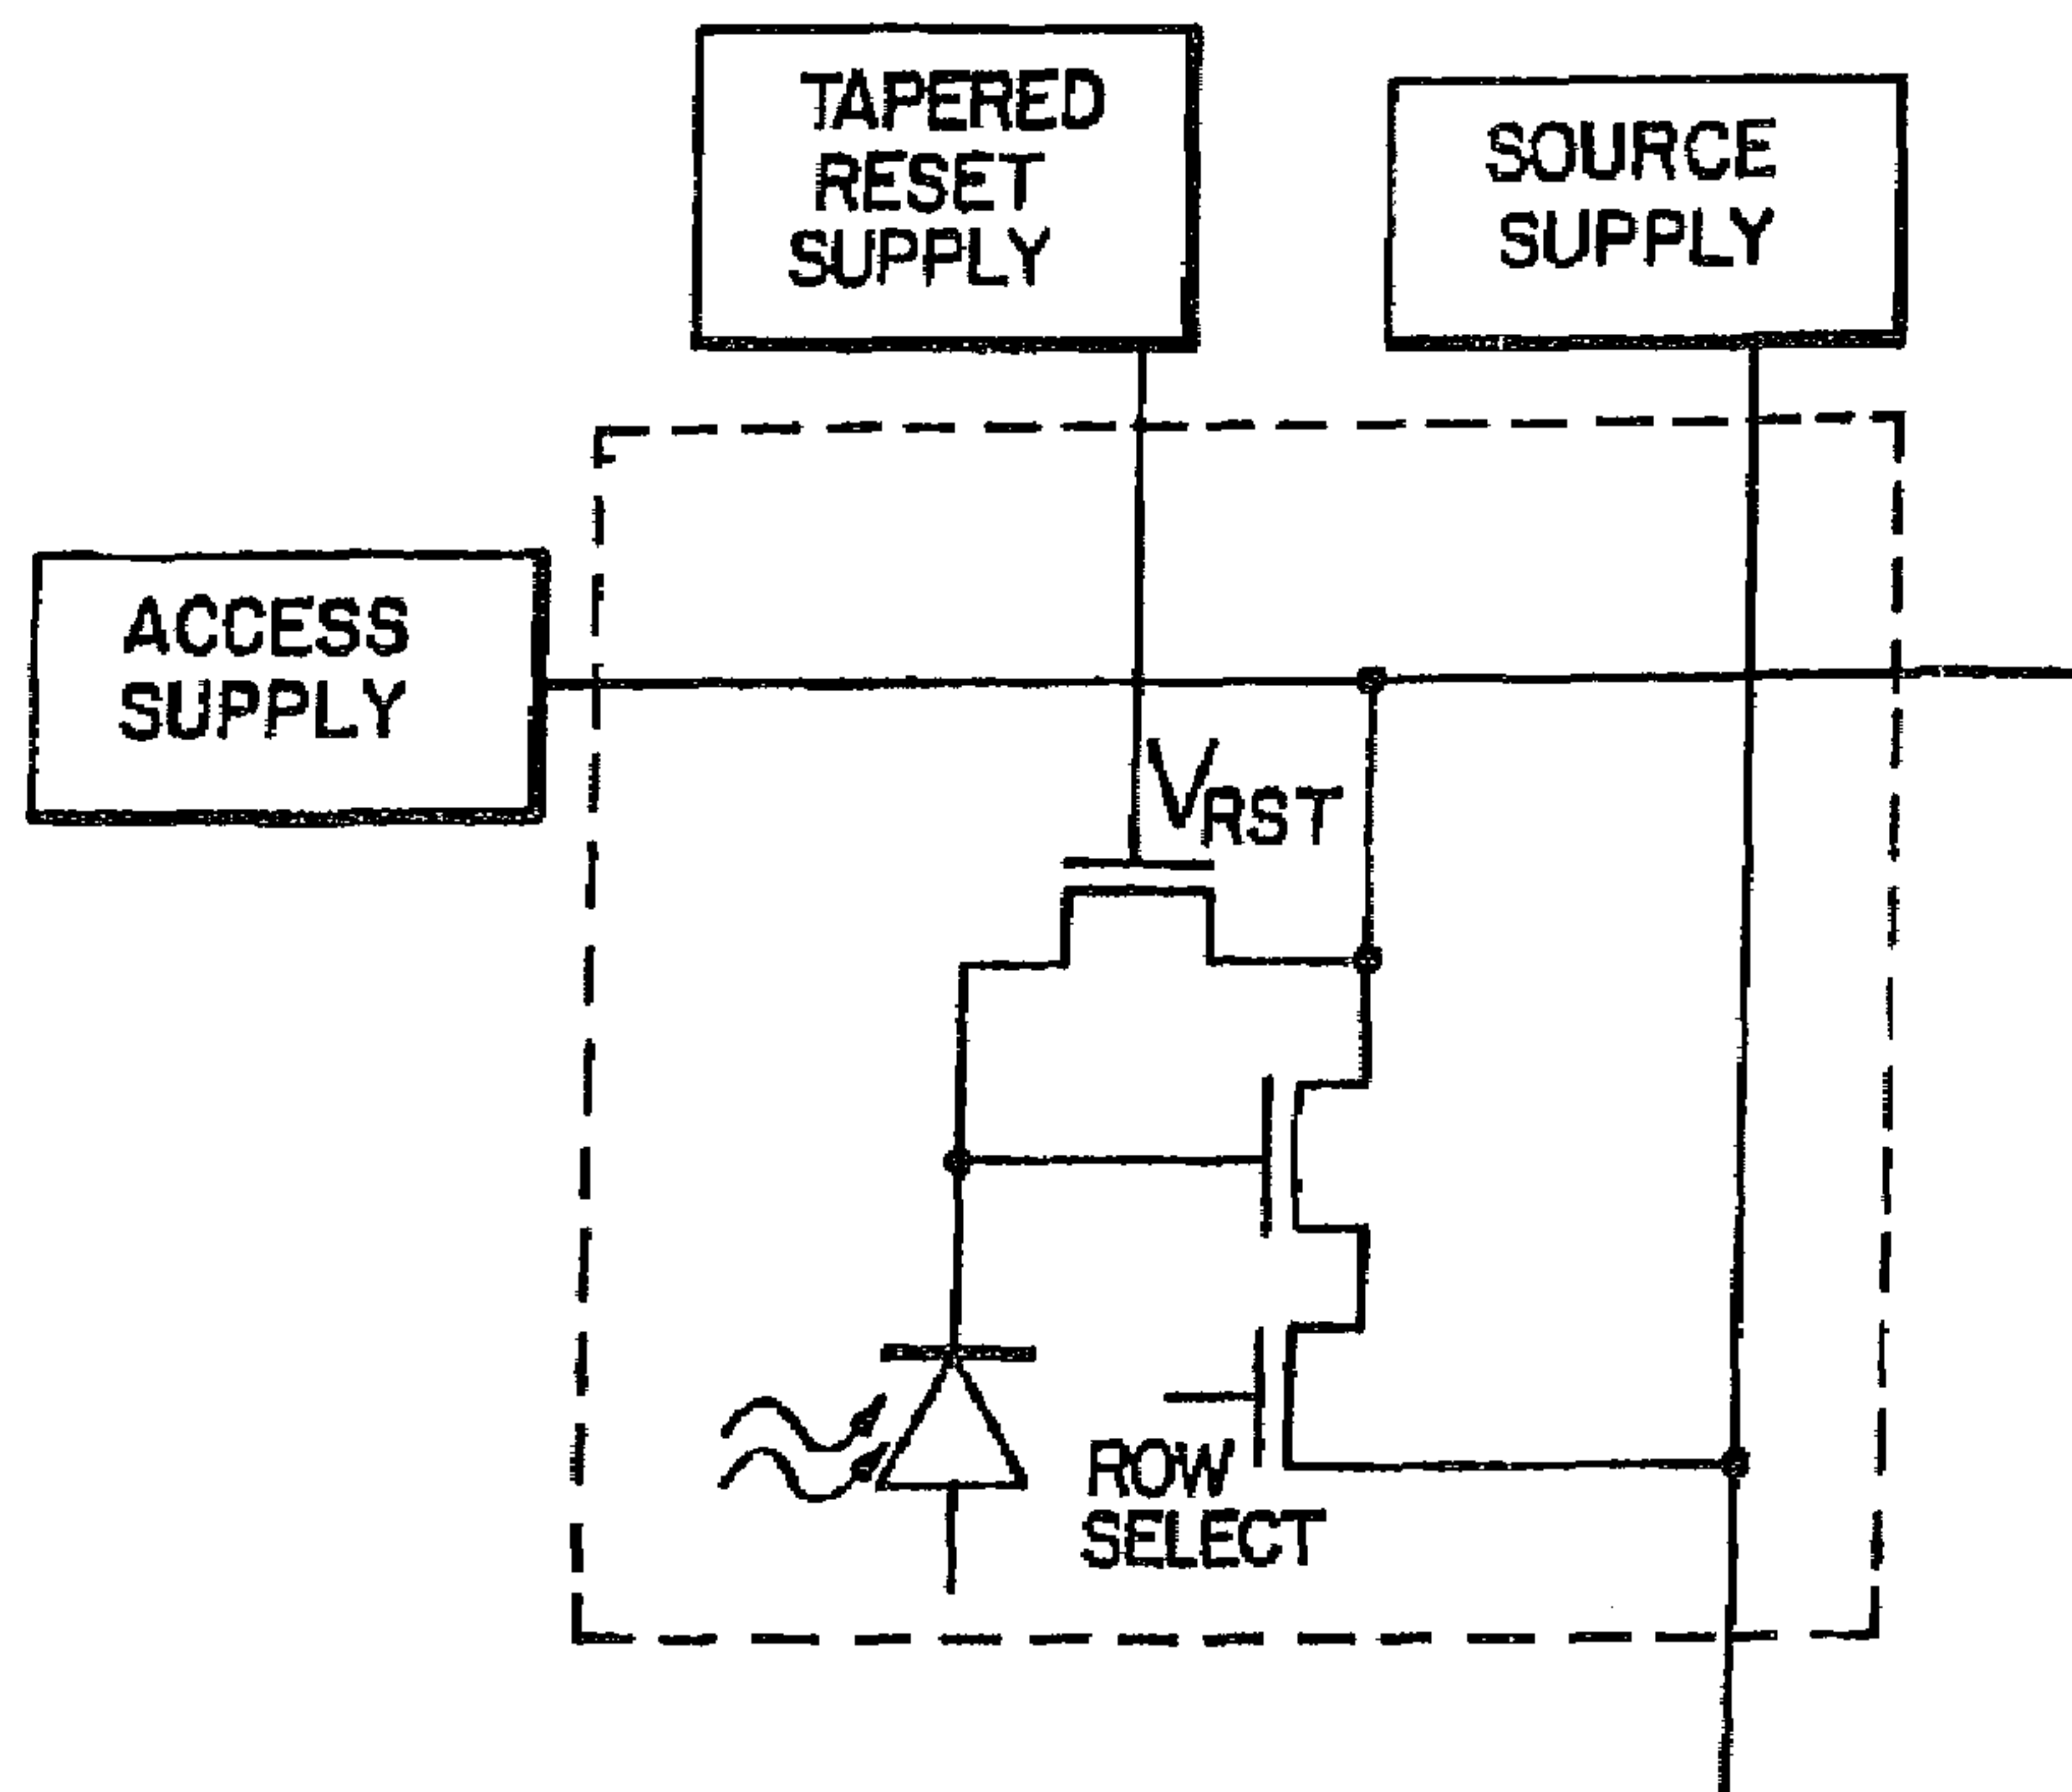 TAPERED
RESET
SUPPLY
SOURCE
SUPPLY
ACCESS
SUPPLY
VRST
ROW
SELECT